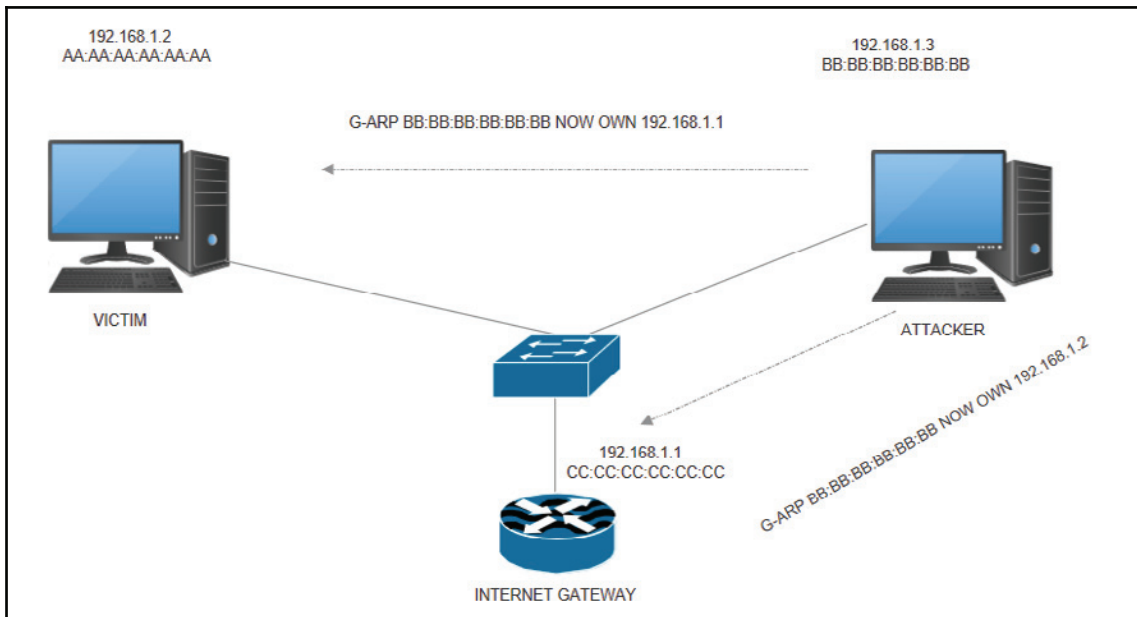 192.168.1.2
AA:AA:AA:AA:AA:AA
192.168.1.3
BB:BB:BB:BB:BB:BB
G-ARP BB:BB:BB:BB:BB:BB NOW OWN 192.168.1.1
VICTIM
ATTACKER
G-ARP BB:BB:BB:BB:BB:BB NOW OWN 192.168.1.2
192.168.1.1
CC:CC:CC:CC:CC:CC
INTERNET GATEWAY